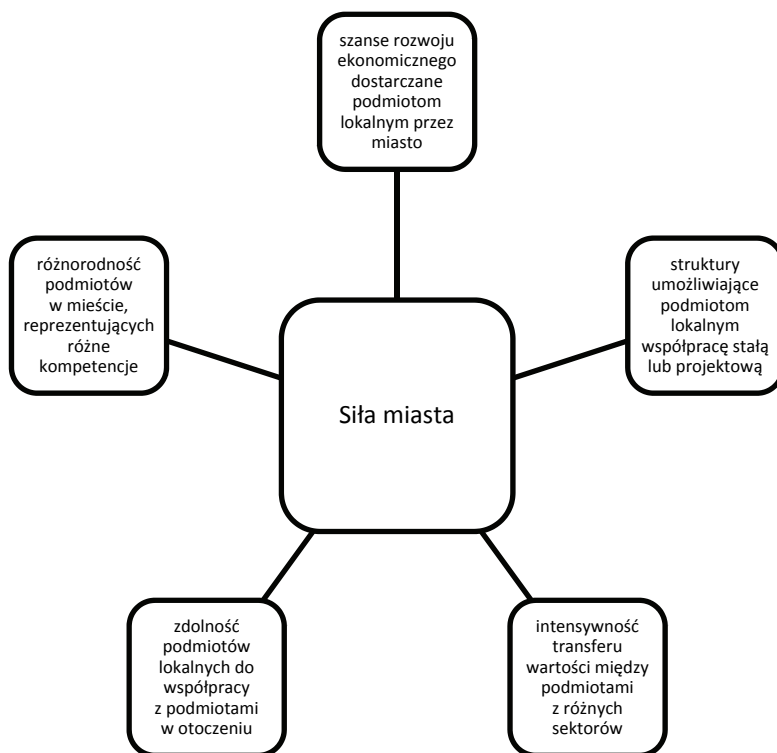 szanse rozwoju
ekonomicznego
dostarczane
podmiotom
lokalnym przez
miasto
różnorodność
podmiotów
w mieście,
reprezentujących
różne
kompetencje
struktury
umożliwiające
podmiotom
lokalnym
współpracę stałą
lub projektową
Siła miasta
zdolność
podmiotów
lokalnych do
współpracy
z podmiotami
w otoczeniu
intensywność
transferu
wartości między
podmiotami
z różnych
sektorów